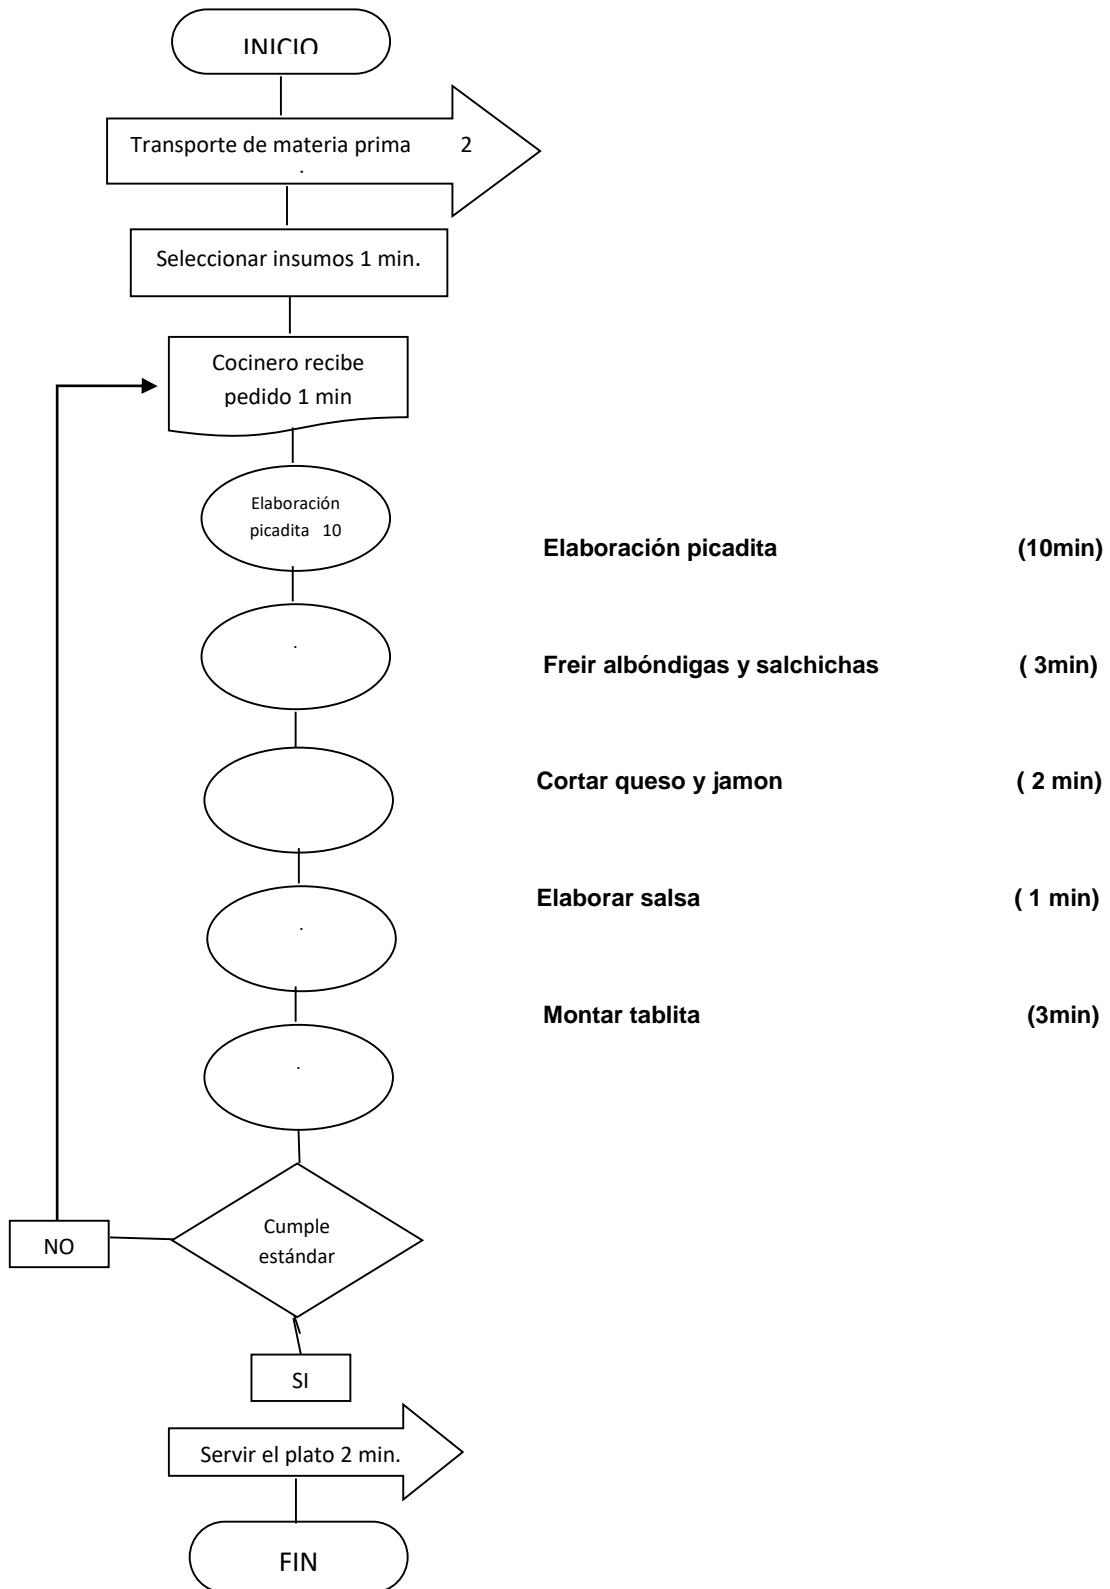 INICIO
Transporte de materia prima 2
.
Seleccionar insumos 1 min.
Cocinero recibe
pedido 1 min
Elaboración
picadita 10
Elaboración picadita (10min)
.
Freir albóndigas y salchichas ( 3min)
Cortar queso y jamon ( 2 min)
.
Elaborar salsa ( 1 min)
.
Montar tablita (3min)
Cumple
estándar
NO
SI
Servir el plato 2 min.
FIN